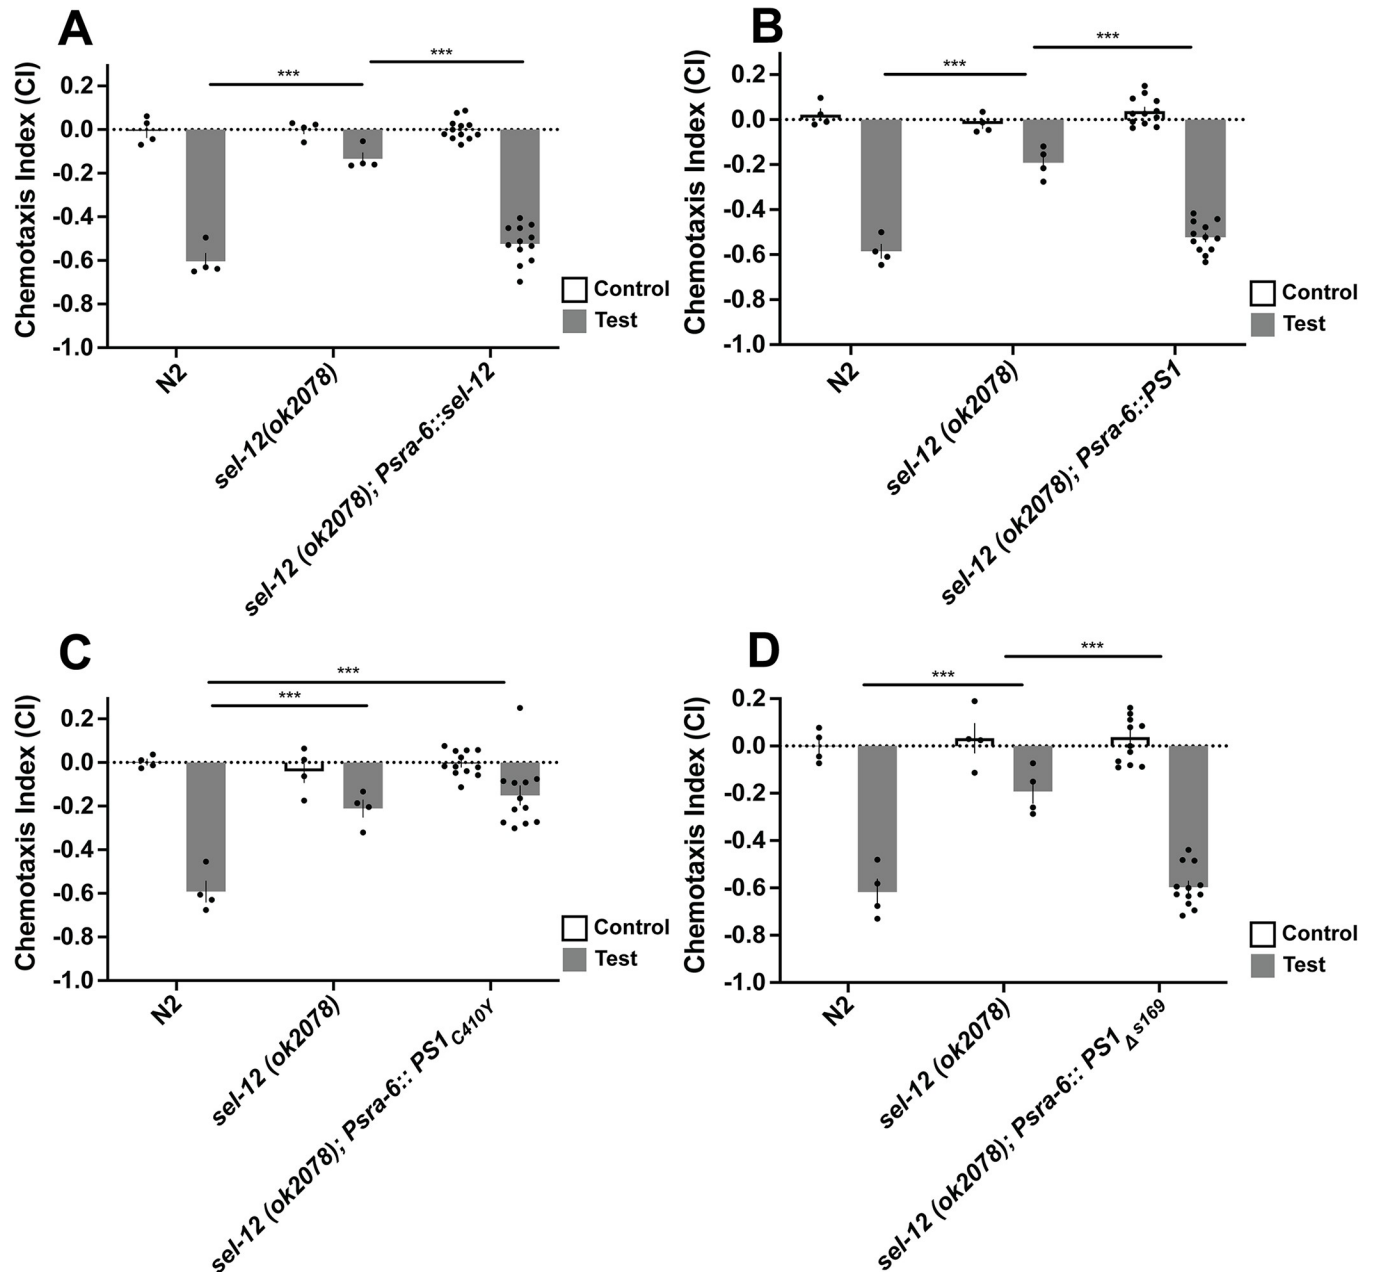 A
Chemotaxis Index (CI)
0.2
0.0
-0.2
-0.4
-0.6
-0.8
-1.0
***
***
Control
Test
N2
sel-12(ok2078)
sel-12 (ok2078); Psra-6::sel-12
B
Chemotaxis Index (CI)
0.2
0.0
-0.2
-0.4
-0.6
-0.8
-1.0
***
***
Control
Test
N2
sel-12 (ok2078)
sel-12 (ok2078); Psra-6::PS1
C
Chemotaxis Index (CI)
0.2
0.0
-0.2
-0.4
-0.6
-0.8
-1.0
***
***
Control
Test
N2
sel-12 (ok2078)
sel-12 (ok2078); Psra-6:: PS1 C410Y
D
Chemotaxis Index (CI)
0.2
0.0
-0.2
-0.4
-0.6
-0.8
-1.0
***
***
Control
Test
N2
sel-12 (ok2078)
sel-12 (ok2078); Psra-6:: PS1 Δs169